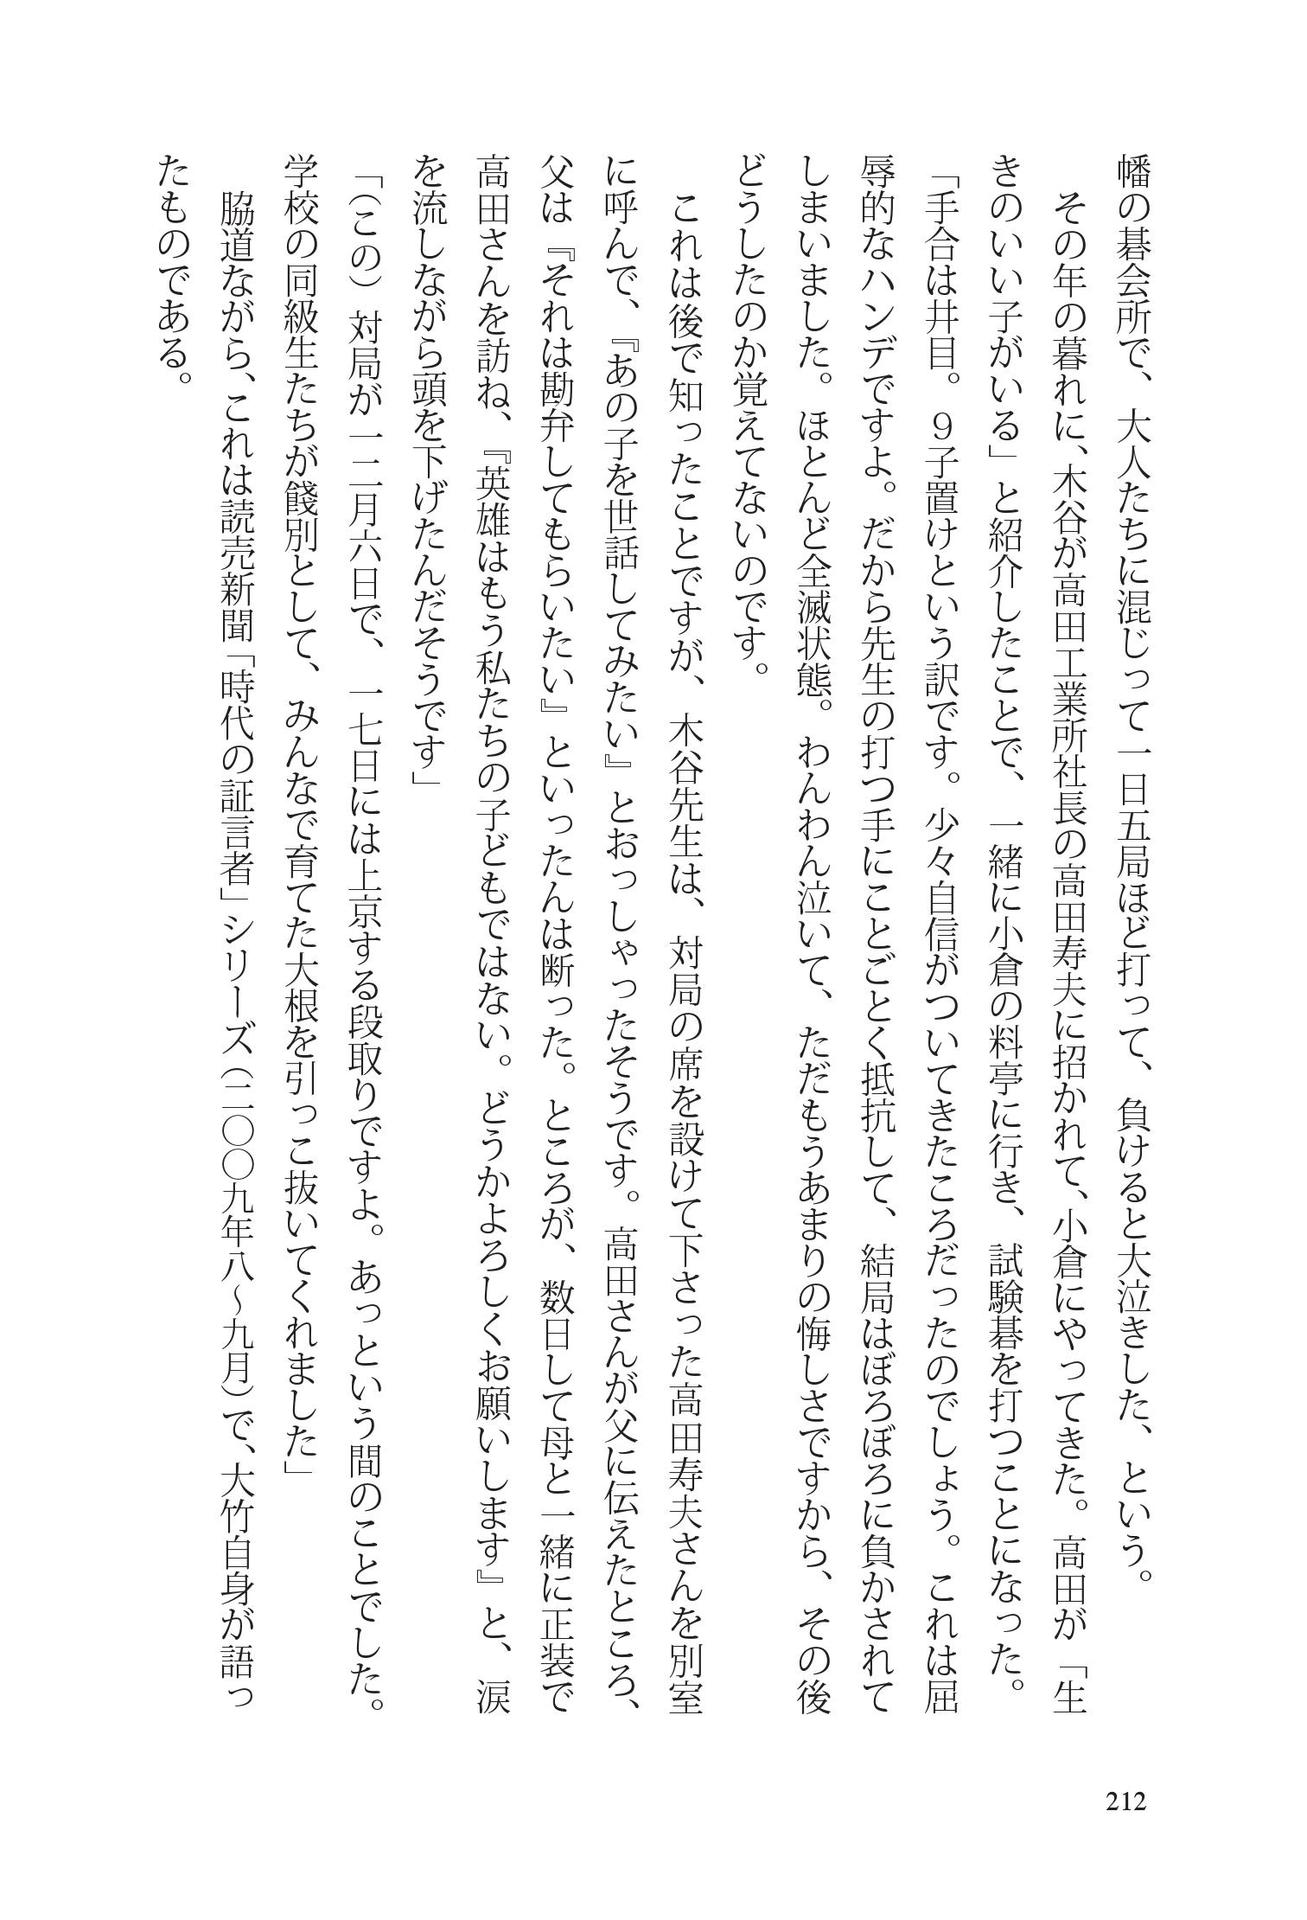 幡の碁会所で、大人たちに混じって一日五局ほど打って、負けると大泣きした、という。
　その年の暮れに、木谷が高田工業所社長の高田寿夫に招かれて、小倉にやってきた。高田が「生
きのいい子がいる」と紹介したことで、一緒に小倉の料亭に行き、試験碁を打つことになった。
「手合は井目。９子置けという訳です。少々自信がついてきたころだったのでしょう。これは屈
辱的なハンデですよ。だから先生の打つ手にことごとく抵抗して、結局はぼろぼろに負かされて
しまいました。ほとんど全滅状態。わんわん泣いて、ただもうあまりの悔しさですから、その後
どうしたのか覚えてないのです。
　これは後で知ったことですが、木谷先生は、対局の席を設けて下さった高田寿夫さんを別室
に呼んで、『あの子を世話してみたい』とおっしゃったそうです。高田さんが父に伝えたところ、
父は『それは勘弁してもらいたい』といったんは断った。ところが、数日して母と一緒に正装で
高田さんを訪ね、『英雄はもう私たちの子どもではない。どうかよろしくお願いします』と、涙
を流しながら頭を下げたんだそうです」
「（この）対局が一二月六日で、一七日には上京する段取りですよ。あっという間のことでした。
学校の同級生たちが餞別として、みんなで育てた大根を引っこ抜いてくれました」
　脇道ながら、これは読売新聞「時代の証言者」シリーズ（二〇〇九年八〜九月）で、大竹自身が語っ
たものである。
212